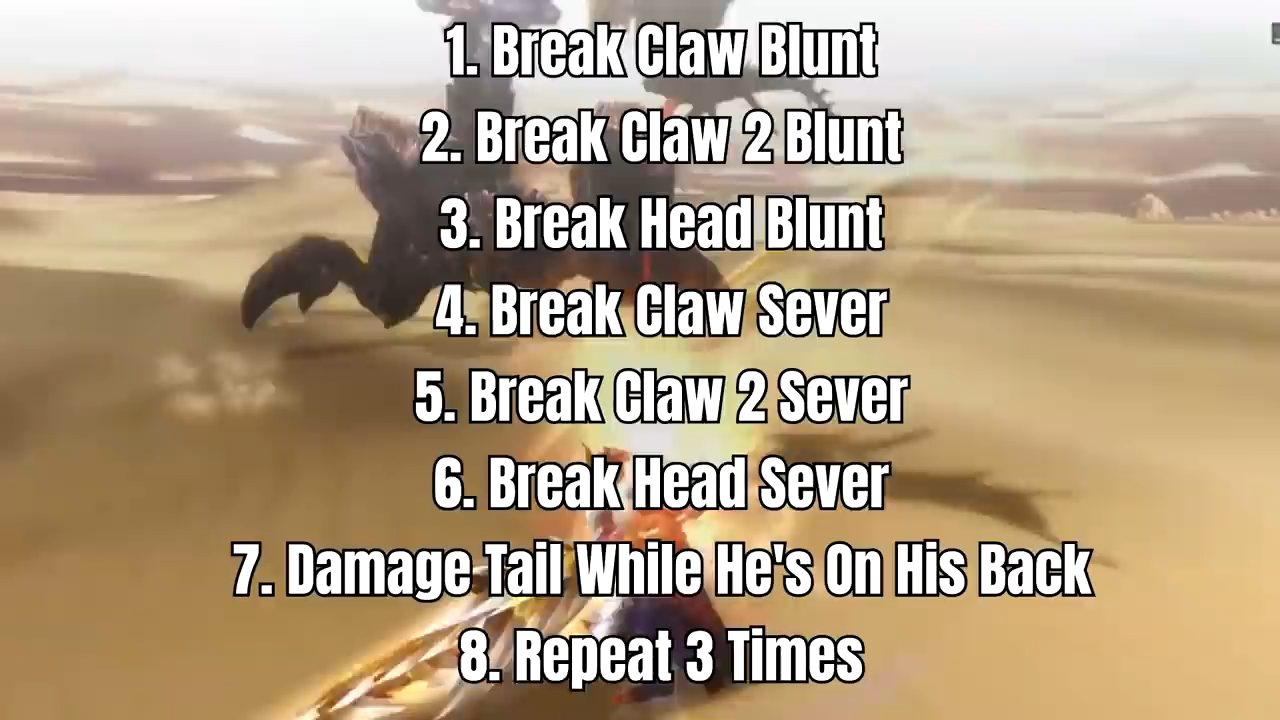 1. Break Claw Blunt
2. Break Claw 2 Blunt
3. Break Head Blunt
4. Break Claw Sever
5. Break Claw 2 Sever
6. Break Head Sever
7. Damage Tail While He's On His Back
8. Repeat 3 Times